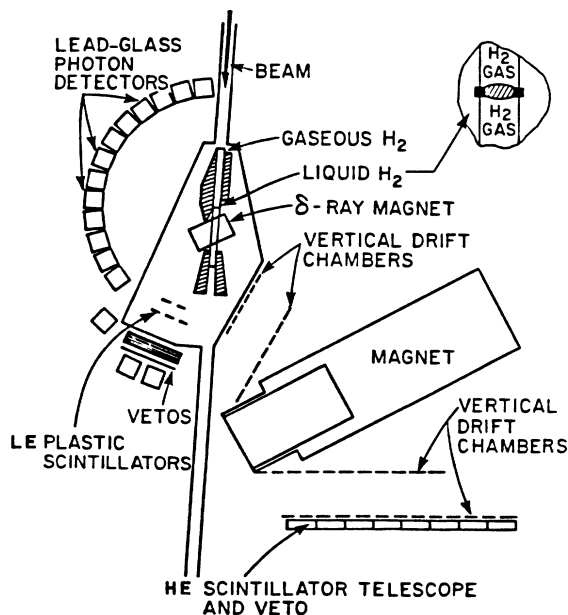 LEAD-GLASS
PHOTON
DETECTORS
BEAM
H2
GAS
H2
GAS
GASEOUS H2
LIQUID H2
δ-RAY MAGNET
VERTICAL DRIFT
CHAMBERS
MAGNET
VETOS
LE PLASTIC
SCINTILLATORS
VERTICAL
DRIFT
CHAMBERS
HE SCINTILLATOR TELESCOPE
AND VETO